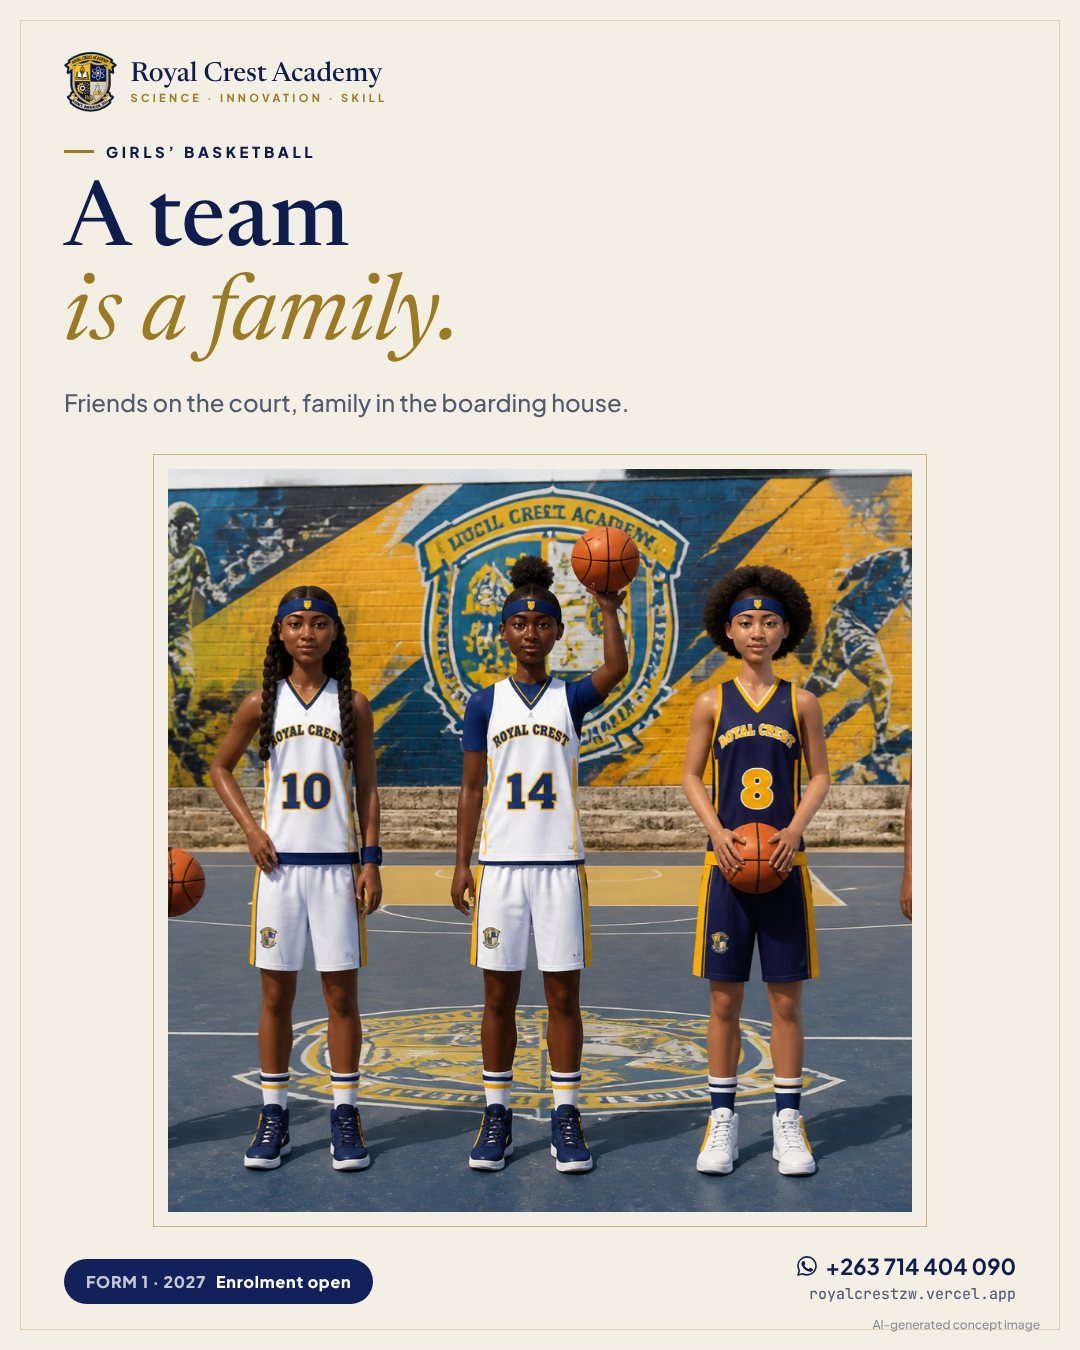 Royal Crest Academy
SCIENCE · INNOVATION · SKILL
GIRLS’ BASKETBALL
A team
is a family.
Friends on the court, family in the boarding house.
ROYAL CREST
10
ROYAL CREST
14
ROYAL CREST
8
FORM 1 · 2027 Enrolment open
+263 714 404 090
royalcrestzw.vercel.app
AI-generated concept image